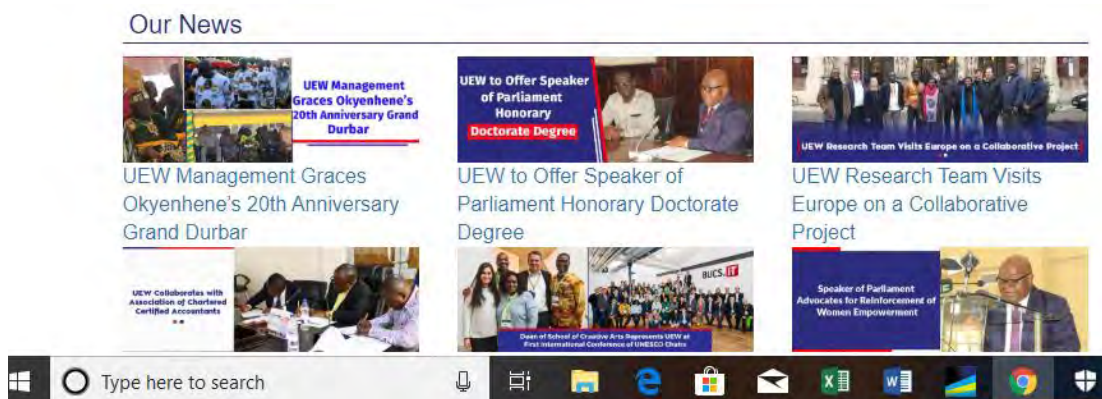 Our News
UEW Management
Graces Okyenhene's
20th Anniversary Grand
Durbar
UEW to Offer Speaker
of Parliament
Honorary
Doctorate Degree
UEW Research Team Visits Europe on a Collaborative Project
UEW Management Graces
Okyenhene's 20th Anniversary
Grand Durbar
UEW to Offer Speaker of
Parliament Honorary Doctorate
Degree
UEW Research Team Visits
Europe on a Collaborative
Project
UEW Collaborates with
Association of Chartered
Certified Accountants
BUCS.IT
Dean of School of Creative Arts Represents UEW at
First International Conference of UNESCO Chairs
Speaker of Parliament
Advocates for Reinforcement of
Women Empowerment
Type here to search